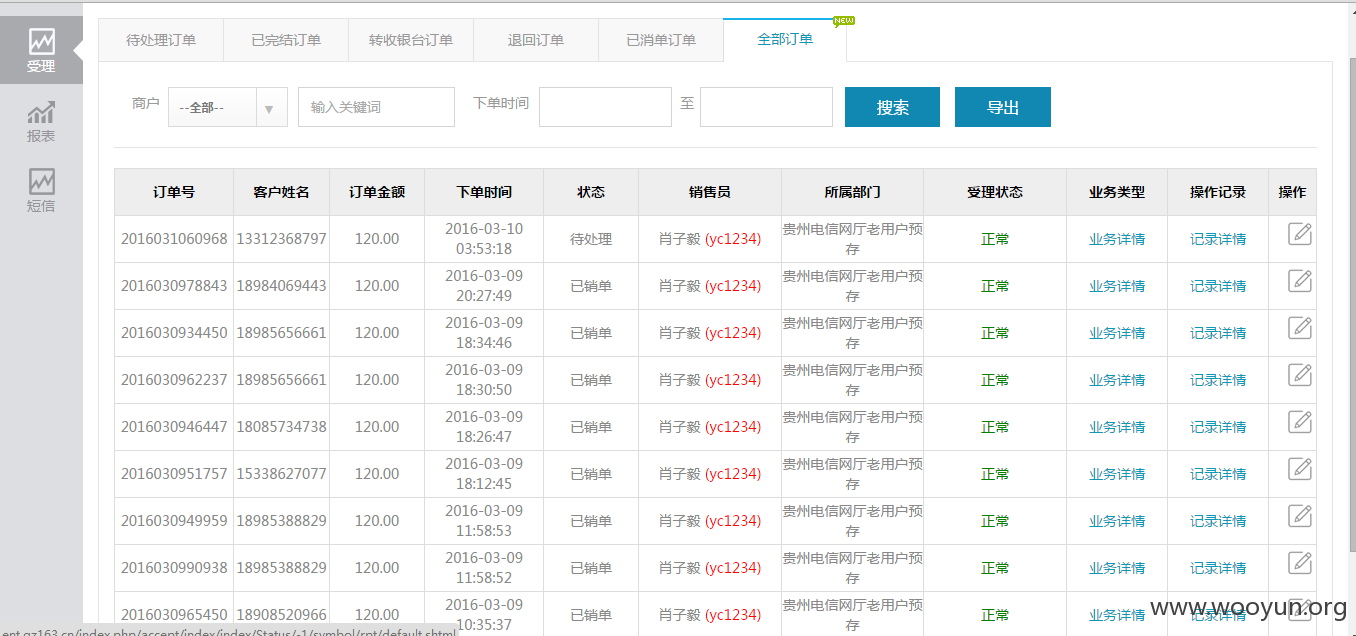 受理
报表
短信
待处理订单 已完结订单 转收银台订单 退回订单 已消单订单 全部订单 NEW
商户 --全部-- 输入关键词 下单时间 至 搜索 导出
订单号 客户姓名 订单金额 下单时间 状态 销售员 所属部门 受理状态 业务类型 操作记录 操作
2016031060968 13312368797 120.00 2016-03-10 03:53:18 待处理 肖子毅 (yc1234) 贵州电信网厅老用户预存 正常 业务详情 记录详情
2016030978843 18984069443 120.00 2016-03-09 20:27:49 已销单 肖子毅 (yc1234) 贵州电信网厅老用户预存 正常 业务详情 记录详情
2016030934450 18985656661 120.00 2016-03-09 18:34:46 已销单 肖子毅 (yc1234) 贵州电信网厅老用户预存 正常 业务详情 记录详情
2016030962237 18985656661 120.00 2016-03-09 18:30:50 已销单 肖子毅 (yc1234) 贵州电信网厅老用户预存 正常 业务详情 记录详情
2016030946447 18085734738 120.00 2016-03-09 18:26:47 已销单 肖子毅 (yc1234) 贵州电信网厅老用户预存 正常 业务详情 记录详情
2016030951757 15338627077 120.00 2016-03-09 18:12:45 已销单 肖子毅 (yc1234) 贵州电信网厅老用户预存 正常 业务详情 记录详情
2016030949959 18985388829 120.00 2016-03-09 11:58:53 已销单 肖子毅 (yc1234) 贵州电信网厅老用户预存 正常 业务详情 记录详情
2016030990938 18985388829 120.00 2016-03-09 11:58:52 已销单 肖子毅 (yc1234) 贵州电信网厅老用户预存 正常 业务详情 记录详情
2016030965450 18908520966 120.00 2016-03-09 10:35:37 已销单 肖子毅 (yc1234) 贵州电信网厅老用户预存 正常 业务详情 记录详情
www.wooyun.org
ent.gz163.cn/index.php/accept/index/index/Status/-1/symbol/rpt/default.shtml